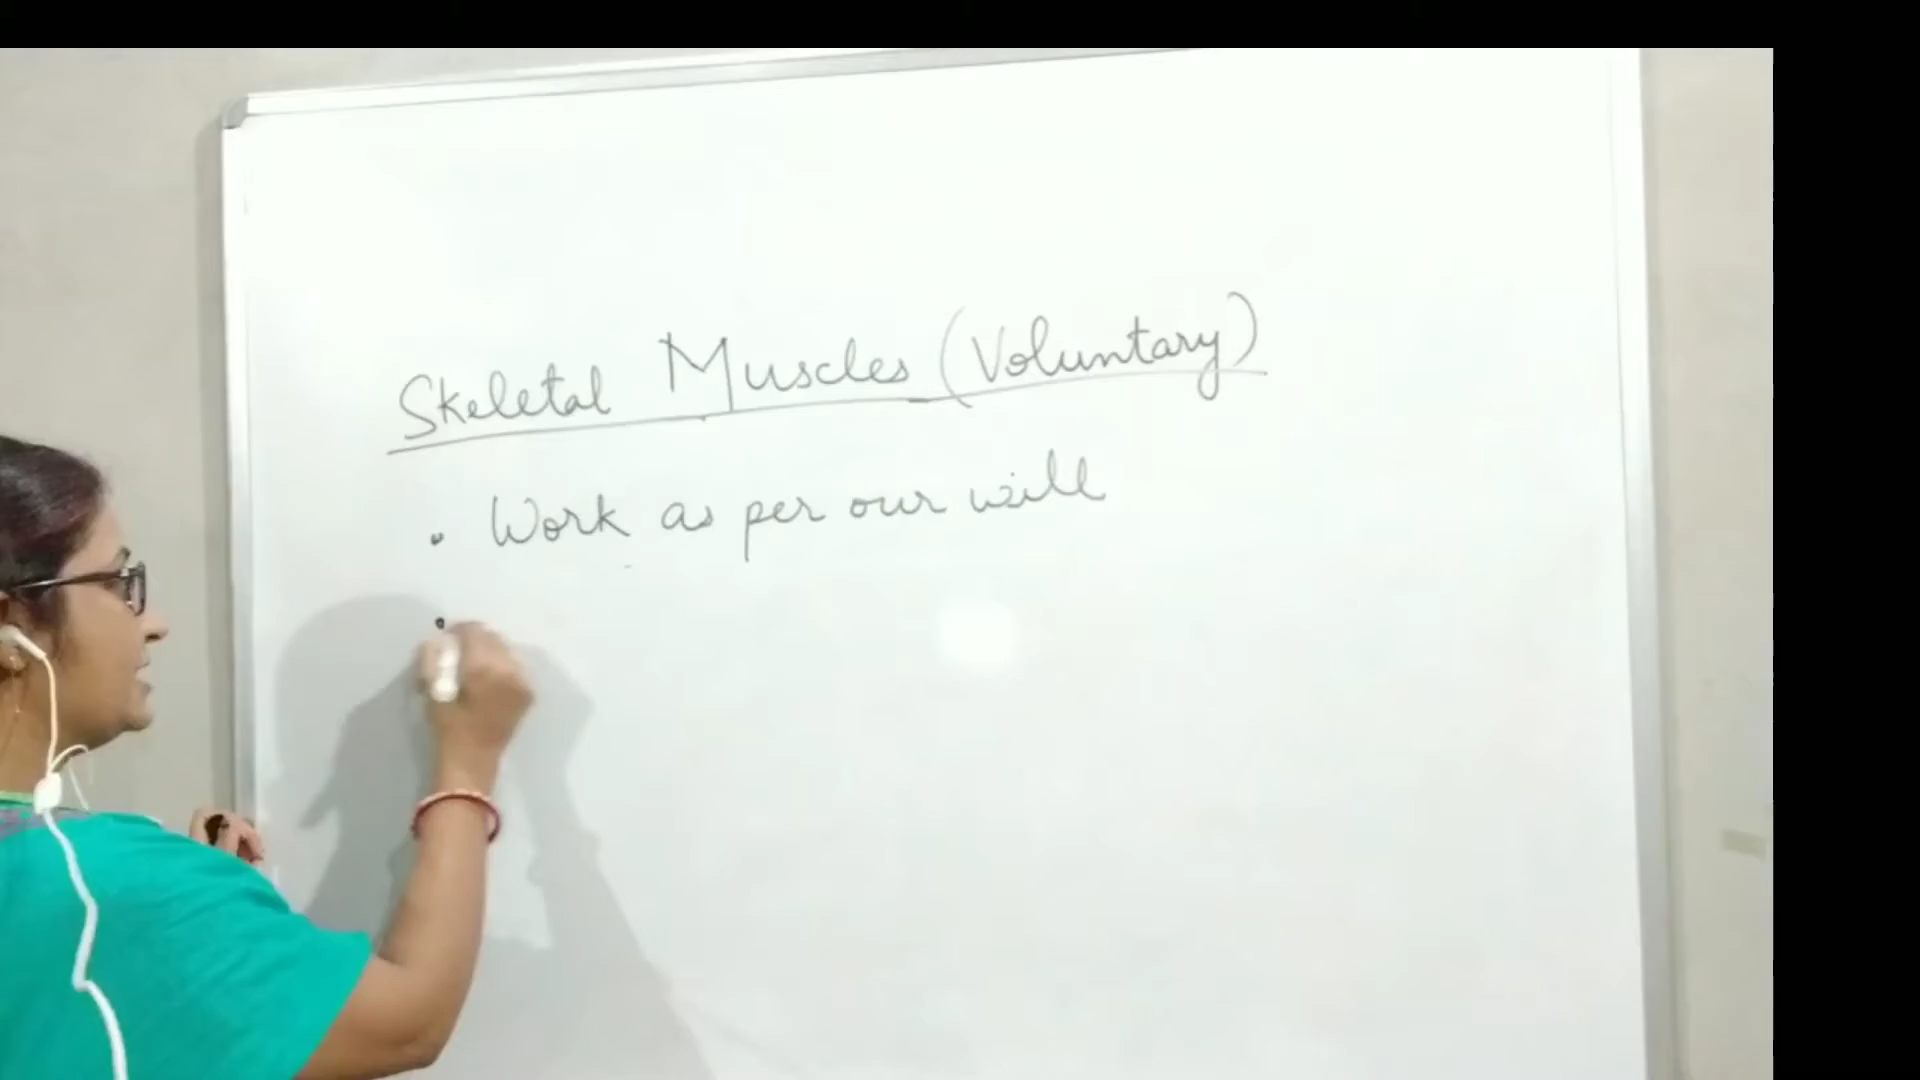 Skeletal Muscles (Voluntary)
• Work as per our will
•